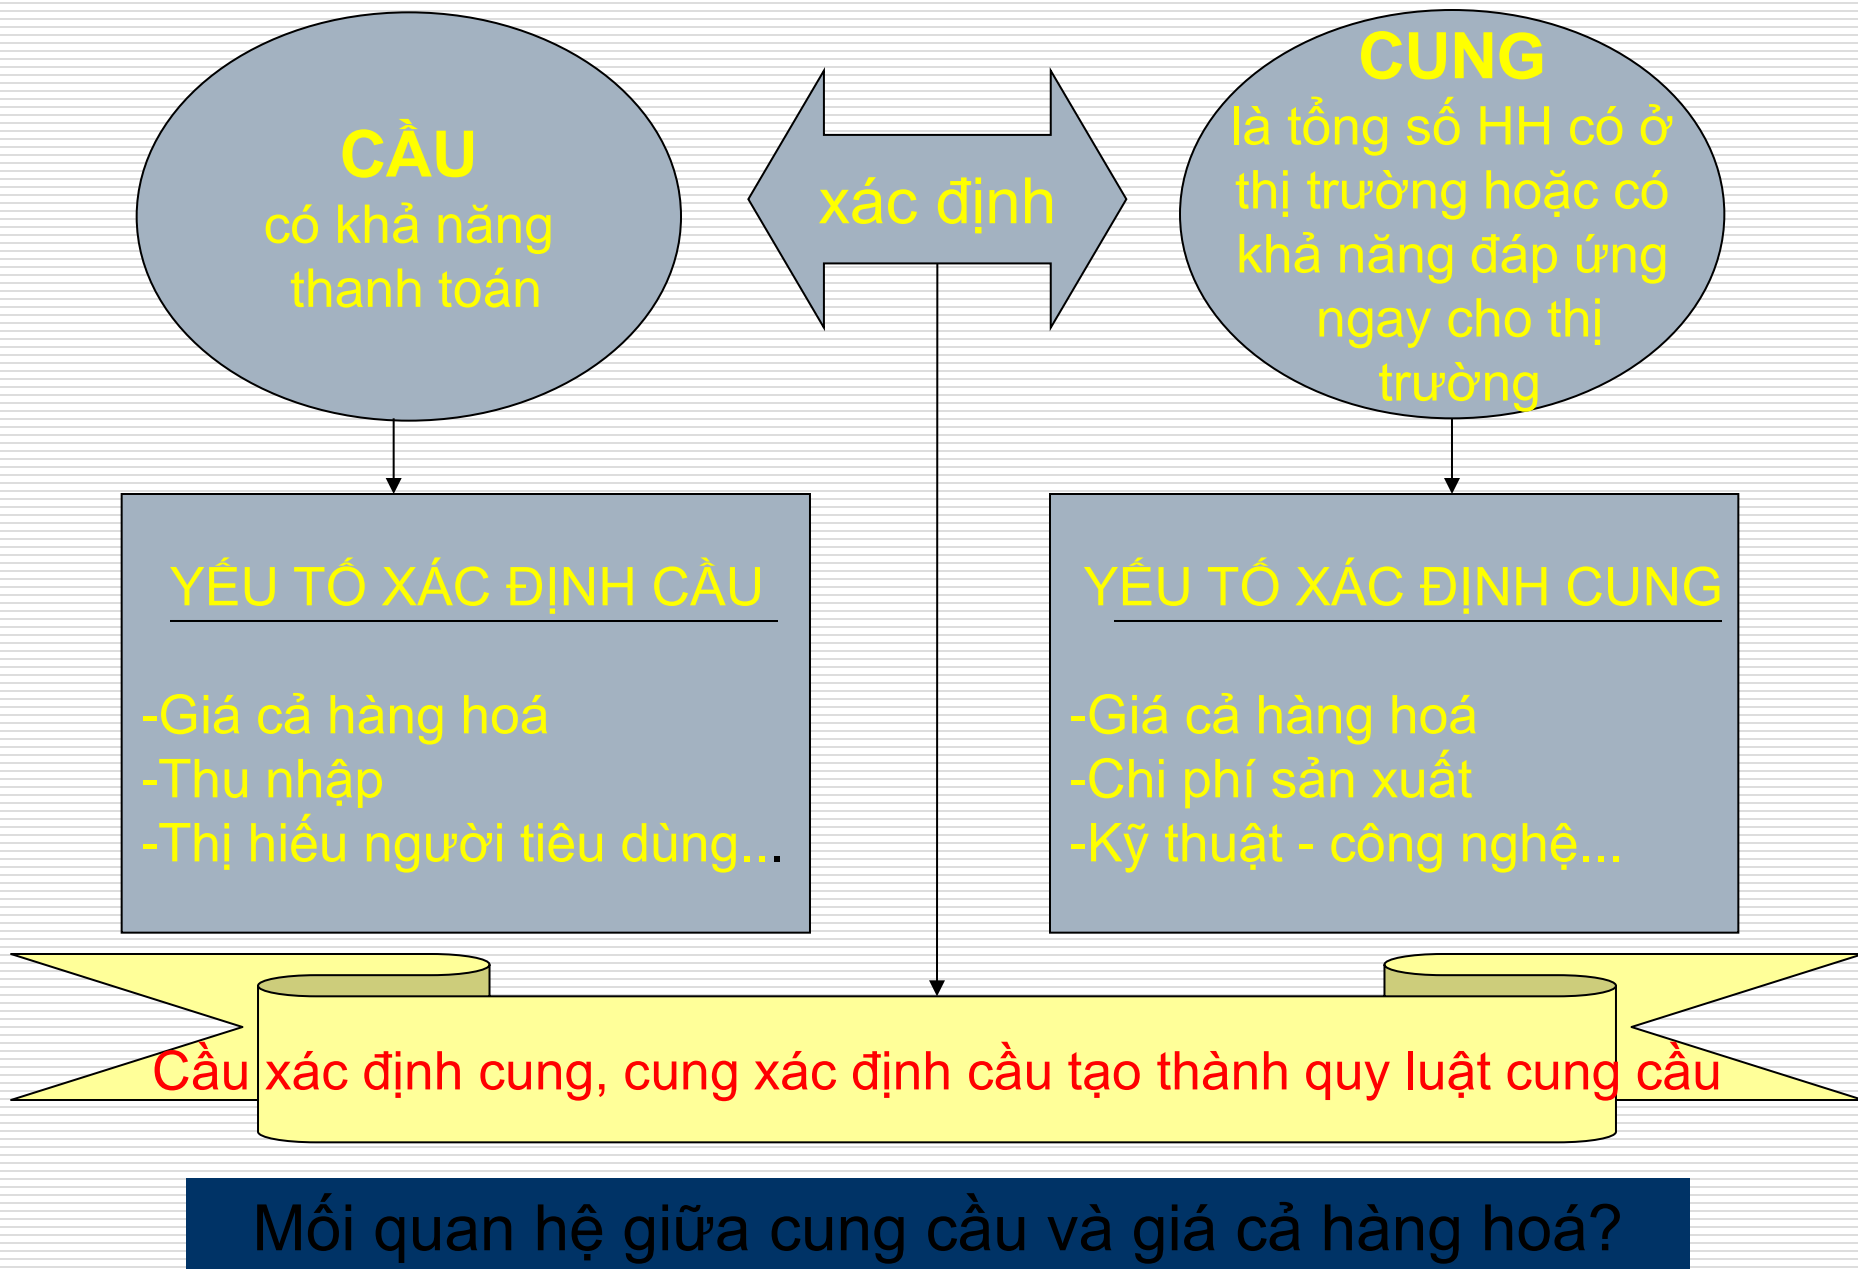 CẦU
có khả năng
thanh toán
xác định
CUNG
là tổng số HH có ở
thị trường hoặc có
khả năng đáp ứng
ngay cho thị
trường
YẾU TỐ XÁC ĐỊNH CẦU
-Giá cả hàng hoá
-Thu nhập
-Thị hiếu người tiêu dùng...
YẾU TỐ XÁC ĐỊNH CUNG
-Giá cả hàng hoá
-Chi phí sản xuất
-Kỹ thuật - công nghệ...
Cầu xác định cung, cung xác định cầu tạo thành quy luật cung cầu
Mối quan hệ giữa cung cầu và giá cả hàng hoá?